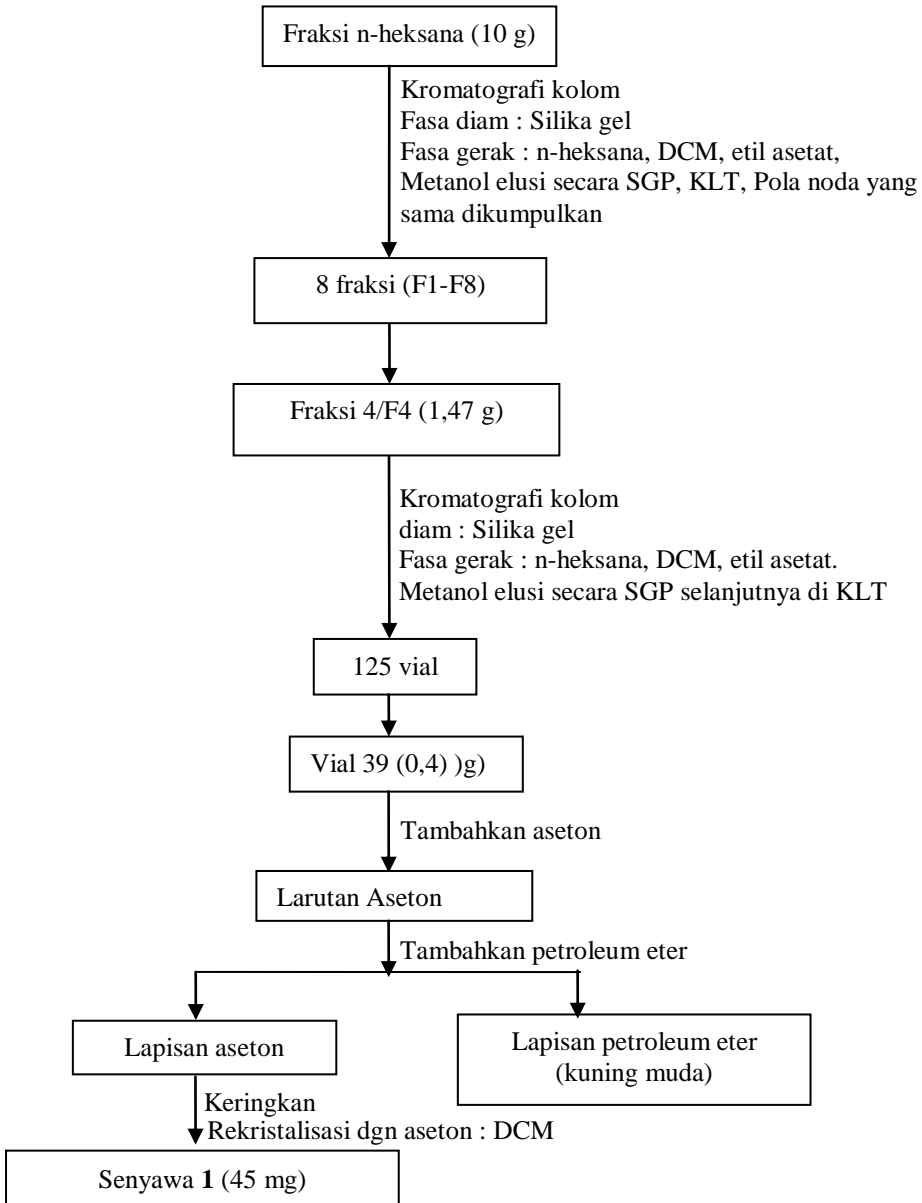 Fraksi n-heksana (10 g)
Kromatografi kolom
Fasa diam : Silika gel
Fasa gerak : n-heksana, DCM, etil asetat,
Metanol elusi secara SGP, KLT, Pola noda yang
sama dikumpulkan
8 fraksi (F1-F8)
Fraksi 4/F4 (1,47 g)
Kromatografi kolom
diam : Silika gel
Fasa gerak : n-heksana, DCM, etil asetat.
Metanol elusi secara SGP selanjutnya di KLT
125 vial
Vial 39 (0,4) )g)
Tambahkan aseton
Larutan Aseton
Tambahkan petroleum eter
Lapisan aseton
Lapisan petroleum eter
(kuning muda)
Keringkan
Rekristalisasi dgn aseton : DCM
Senyawa 1 (45 mg)